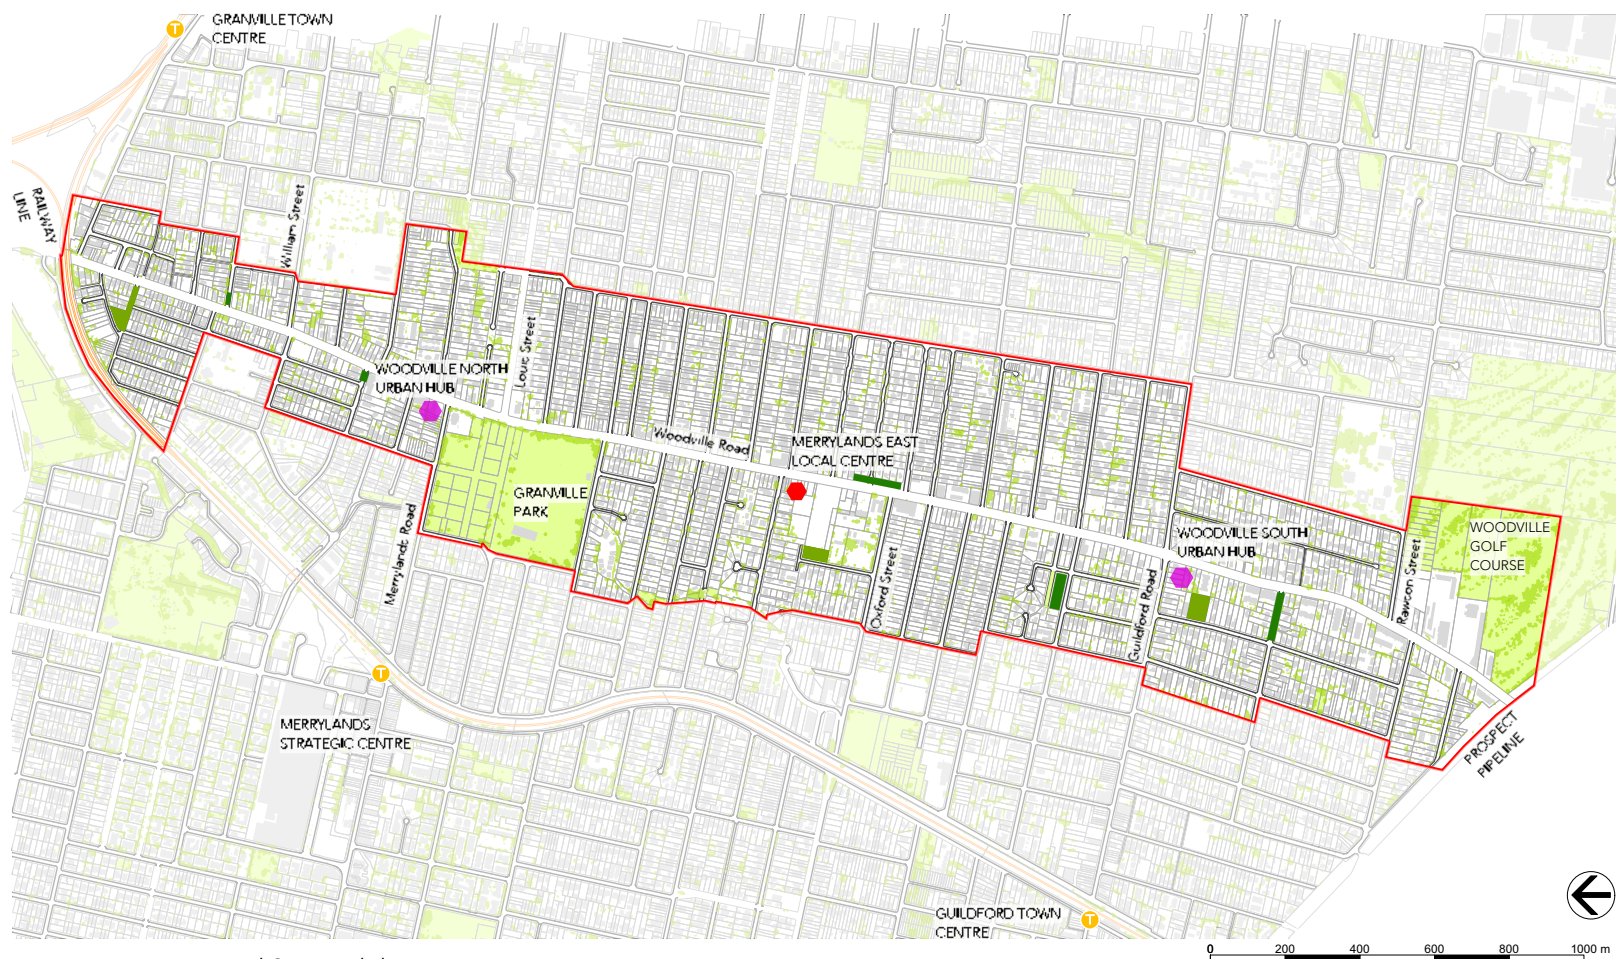 GRANVILLE TOWN
CENTRE
T
RAILWAY
LINE
William Street
Louis Street
WOODVILLE NORTH
URBAN HUB
Woodville Road
MERRYLANDS EAST
LOCAL CENTRE
GRANVILLE
PARK
Merrylands Road
Oxford Street
WOODVILLE SOUTH
URBAN HUB
Guildford Road
Rawson Street
WOODVILLE
GOLF
COURSE
PROSPECT
PIPELINE
T
MERRYLANDS
STRATEGIC CENTRE
GUILDFORD TOWN
CENTRE
T
0 200 400 600 800 1000 m